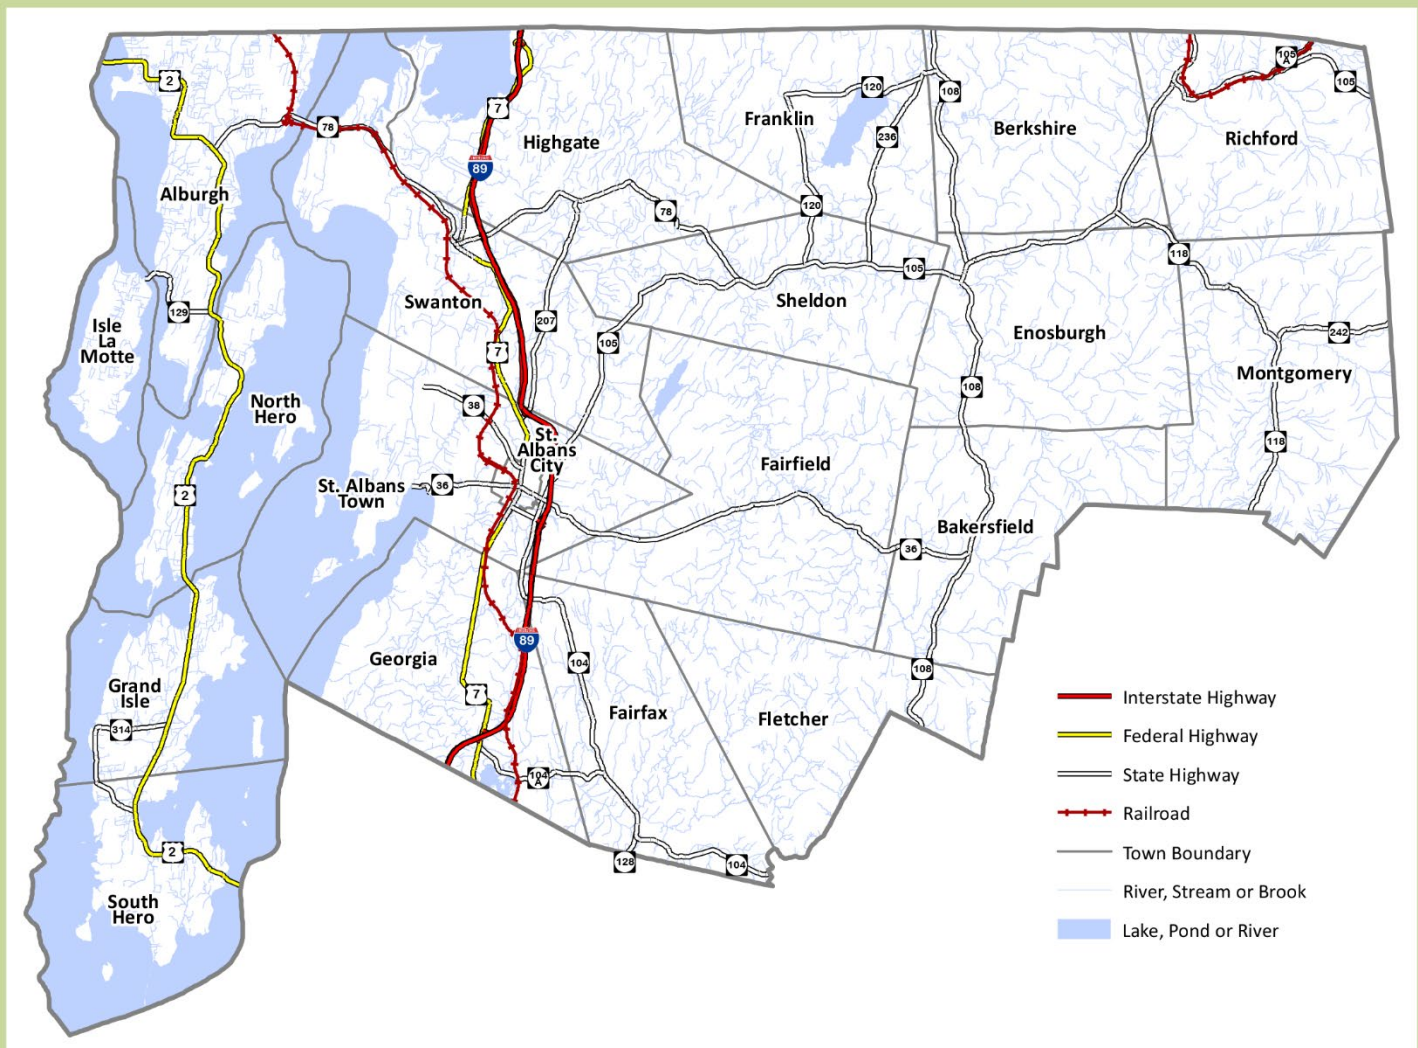 2
7
105
A
105
108
120
Franklin
236
Berkshire
Richford
78
Highgate
89
Alburgh
120
78
118
105
Swanton
Sheldon
129
207
Isle
La
Motte
105
Enosburgh
242
7
Montgomery
108
North
Hero
38
St.
Albans
City
118
Fairfield
St. Albans
Town
36
2
Bakersfield
36
89
Georgia
104
108
Grand
Isle
7
Fairfax
Fletcher
314
104
A
2
128
104
South
Hero
Interstate Highway
Federal Highway
State Highway
Railroad
Town Boundary
River, Stream or Brook
Lake, Pond or River